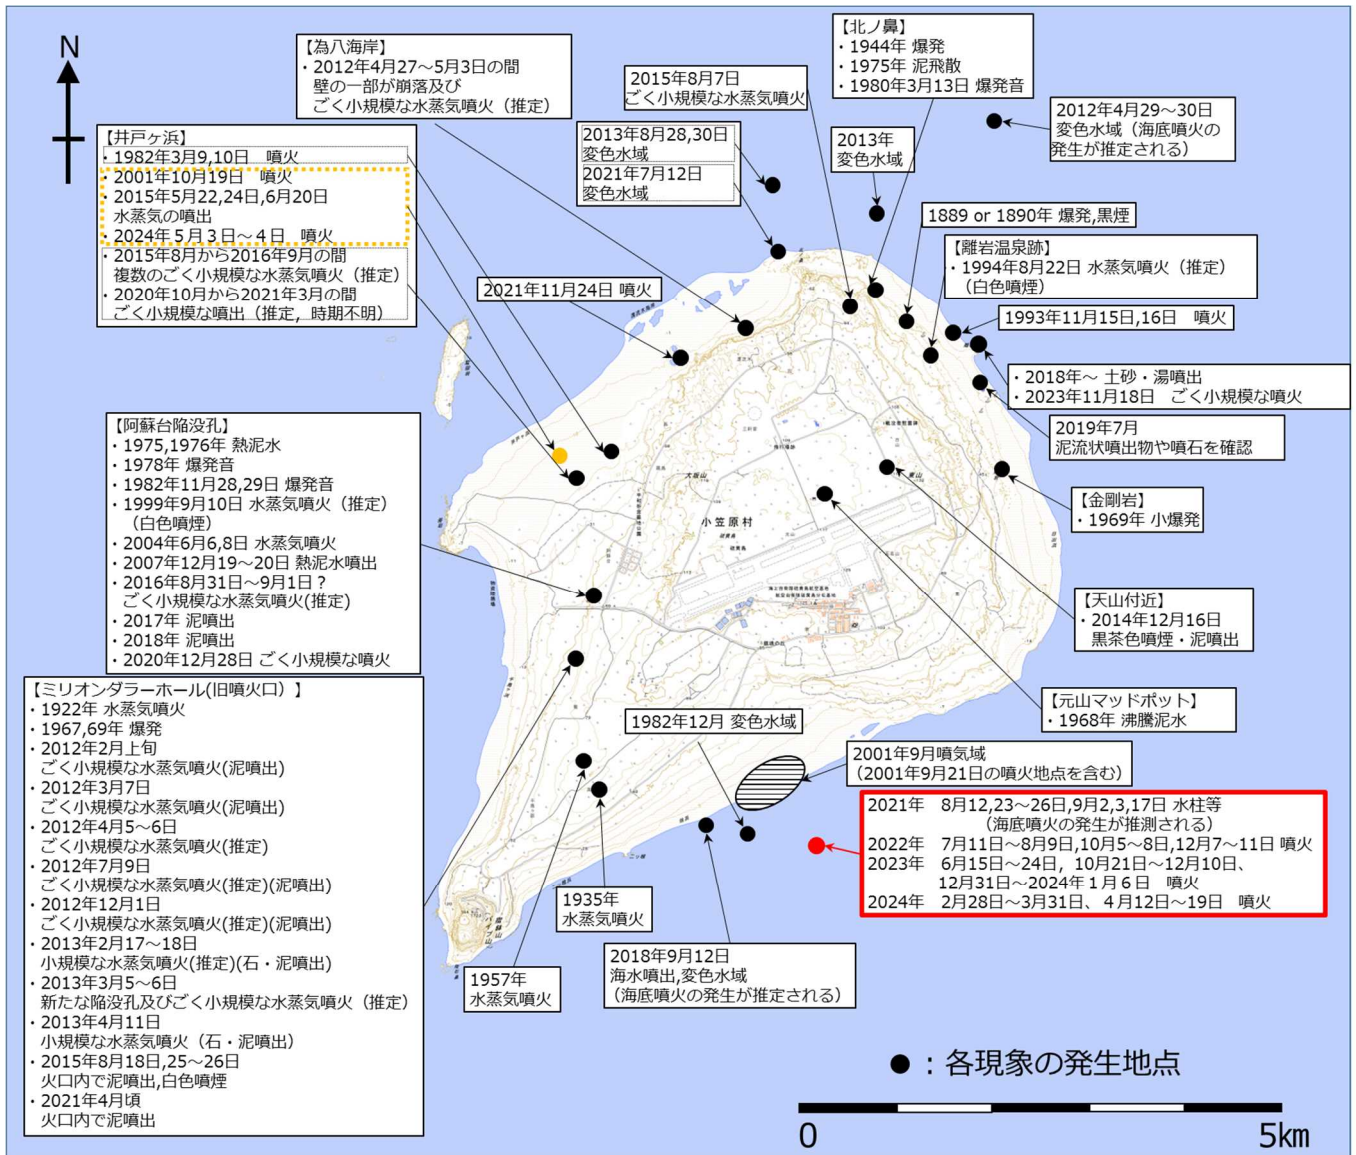 N
【為八海岸】
・2012年4月27～5月3日の間
壁の一部が崩落及び
ごく小規模な水蒸気噴火（推定）
【北ノ鼻】
・1944年 爆発
・1975年 泥飛散
・1980年3月13日 爆発音
2015年8月7日
ごく小規模な水蒸気噴火
2012年4月29～30日
変色水域（海底噴火の
発生が推定される）
2013年8月28,30日
変色水域
2021年7月12日
変色水域
2013年
変色水域
【井戸ヶ浜】
・1982年3月9,10日　噴火
・2001年10月19日　噴火
・2015年5月22,24日,6月20日
水蒸気の噴出
・2024年５月３日～４日　噴火
・2015年8月から2016年9月の間
複数のごく小規模な水蒸気噴火（推定）
・2020年10月から2021年3月の間
ごく小規模な噴出（推定，時期不明）
1889 or 1890年 爆発,黒煙
【離岩温泉跡】
・1994年8月22日 水蒸気噴火（推定）
（白色噴煙）
2021年11月24日 噴火
・1993年11月15日,16日　噴火
・2018年～ 土砂・湯噴出
・2023年11月18日　ごく小規模な噴火
2019年7月
泥流状噴出物や噴石を確認
【阿蘇台陥没孔】
・1975,1976年 熱泥水
・1978年 爆発音
・1982年11月28,29日 爆発音
・1999年9月10日 水蒸気噴火（推定）
（白色噴煙）
・2004年6月6,8日 水蒸気噴火
・2007年12月19～20日 熱泥水噴出
・2016年8月31日～9月1日？
ごく小規模な水蒸気噴火(推定)
・2017年 泥噴出
・2018年 泥噴出
・2020年12月28日 ごく小規模な噴火
大阪山
東山
小笠原村
硫黄島
【金剛岩】
・1969年 小爆発
【天山付近】
・2014年12月16日
黒茶色噴煙・泥噴出
【元山マッドポット】
・1968年 沸騰泥水
【ミリオンダラーホール(旧噴火口）】
・1922年 水蒸気噴火
・1967,69年 爆発
・2012年2月上旬
ごく小規模な水蒸気噴火(泥噴出)
・2012年3月7日
ごく小規模な水蒸気噴火(泥噴出)
・2012年4月5～6日
ごく小規模な水蒸気噴火(推定)
・2012年7月9日
ごく小規模な水蒸気噴火(推定)(泥噴出)
・2012年12月1日
ごく小規模な水蒸気噴火(推定)(泥噴出)
・2013年2月17～18日
小規模な水蒸気噴火(推定)(石・泥噴出)
・2013年3月5～6日
新たな陥没孔及びごく小規模な水蒸気噴火（推定）
・2013年4月11日
小規模な水蒸気噴火（石・泥噴出）
・2015年8月18日,25～26日
火口内で泥噴出,白色噴煙
・2021年4月頃
火口内で泥噴出
1982年12月 変色水域
2001年9月噴気域
（2001年9月21日の噴火地点を含む）
2021年　8月12,23～26日,9月2,3,17日 水柱等
（海底噴火の発生が推測される）
2022年　7月11日～8月9日,10月5～8日,12月7～11日 噴火
2023年　6月15日～24日，10月21日～12月10日、
12月31日～2024年１月６日　噴火
2024年　2月28日～3月31日、４月12日～19日　噴火
1935年
水蒸気噴火
1957年
水蒸気噴火
2018年9月12日
海水噴出,変色水域
（海底噴火の発生が推定される）
●：各現象の発生地点
0
5km